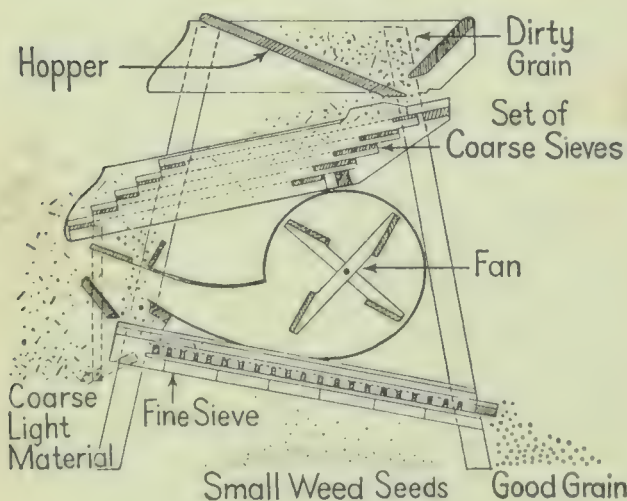 Hopper
Dirty
Grain
Set of
Coarse Sieves
Fan
Coarse
Light
Material
Fine Sieve
Small Weed Seeds
Good Grain